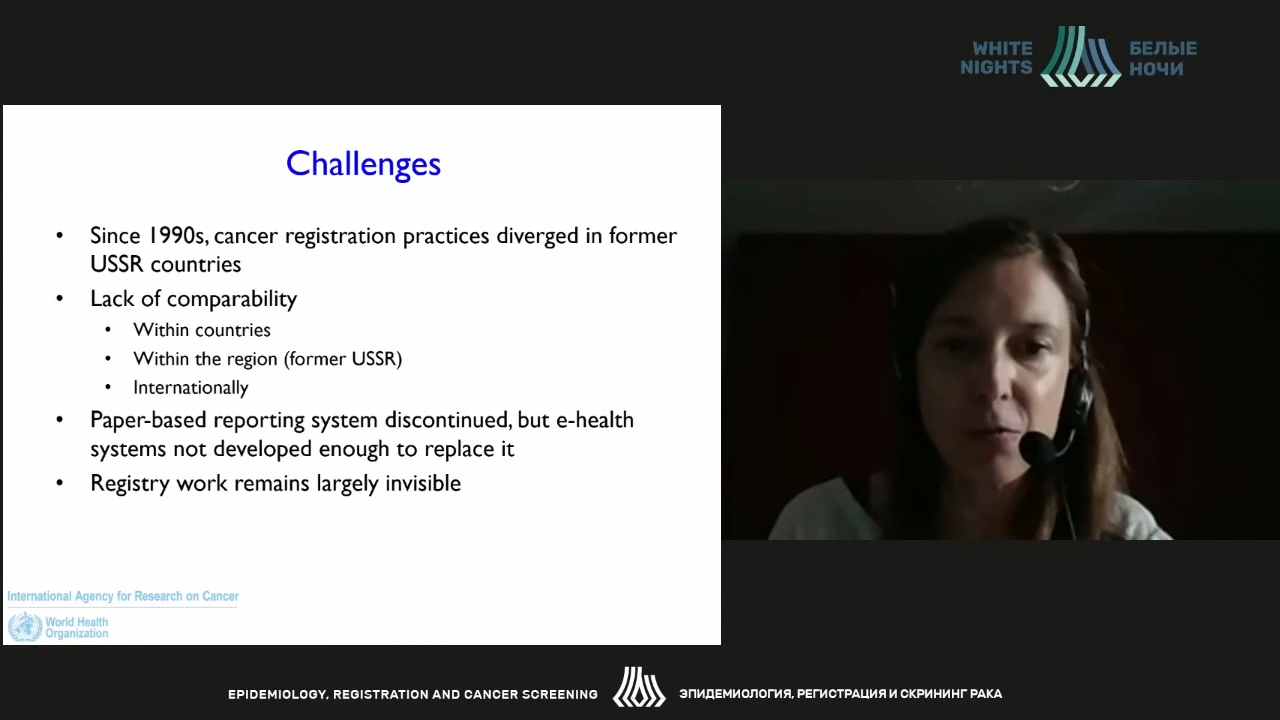 WHITE
NIGHTS
БЕЛЫЕ
НОЧИ
Challenges
• Since 1990s, cancer registration practices diverged in former
USSR countries
• Lack of comparability
• Within countries
• Within the region (former USSR)
• Internationally
• Paper-based reporting system discontinued, but e-health
systems not developed enough to replace it
• Registry work remains largely invisible
International Agency for Research on Cancer
World Health
Organization
EPIDEMIOLOGY, REGISTRATION AND CANCER SCREENING
ЭПИДЕМИОЛОГИЯ, РЕГИСТРАЦИЯ И СКРИНИНГ РАКА